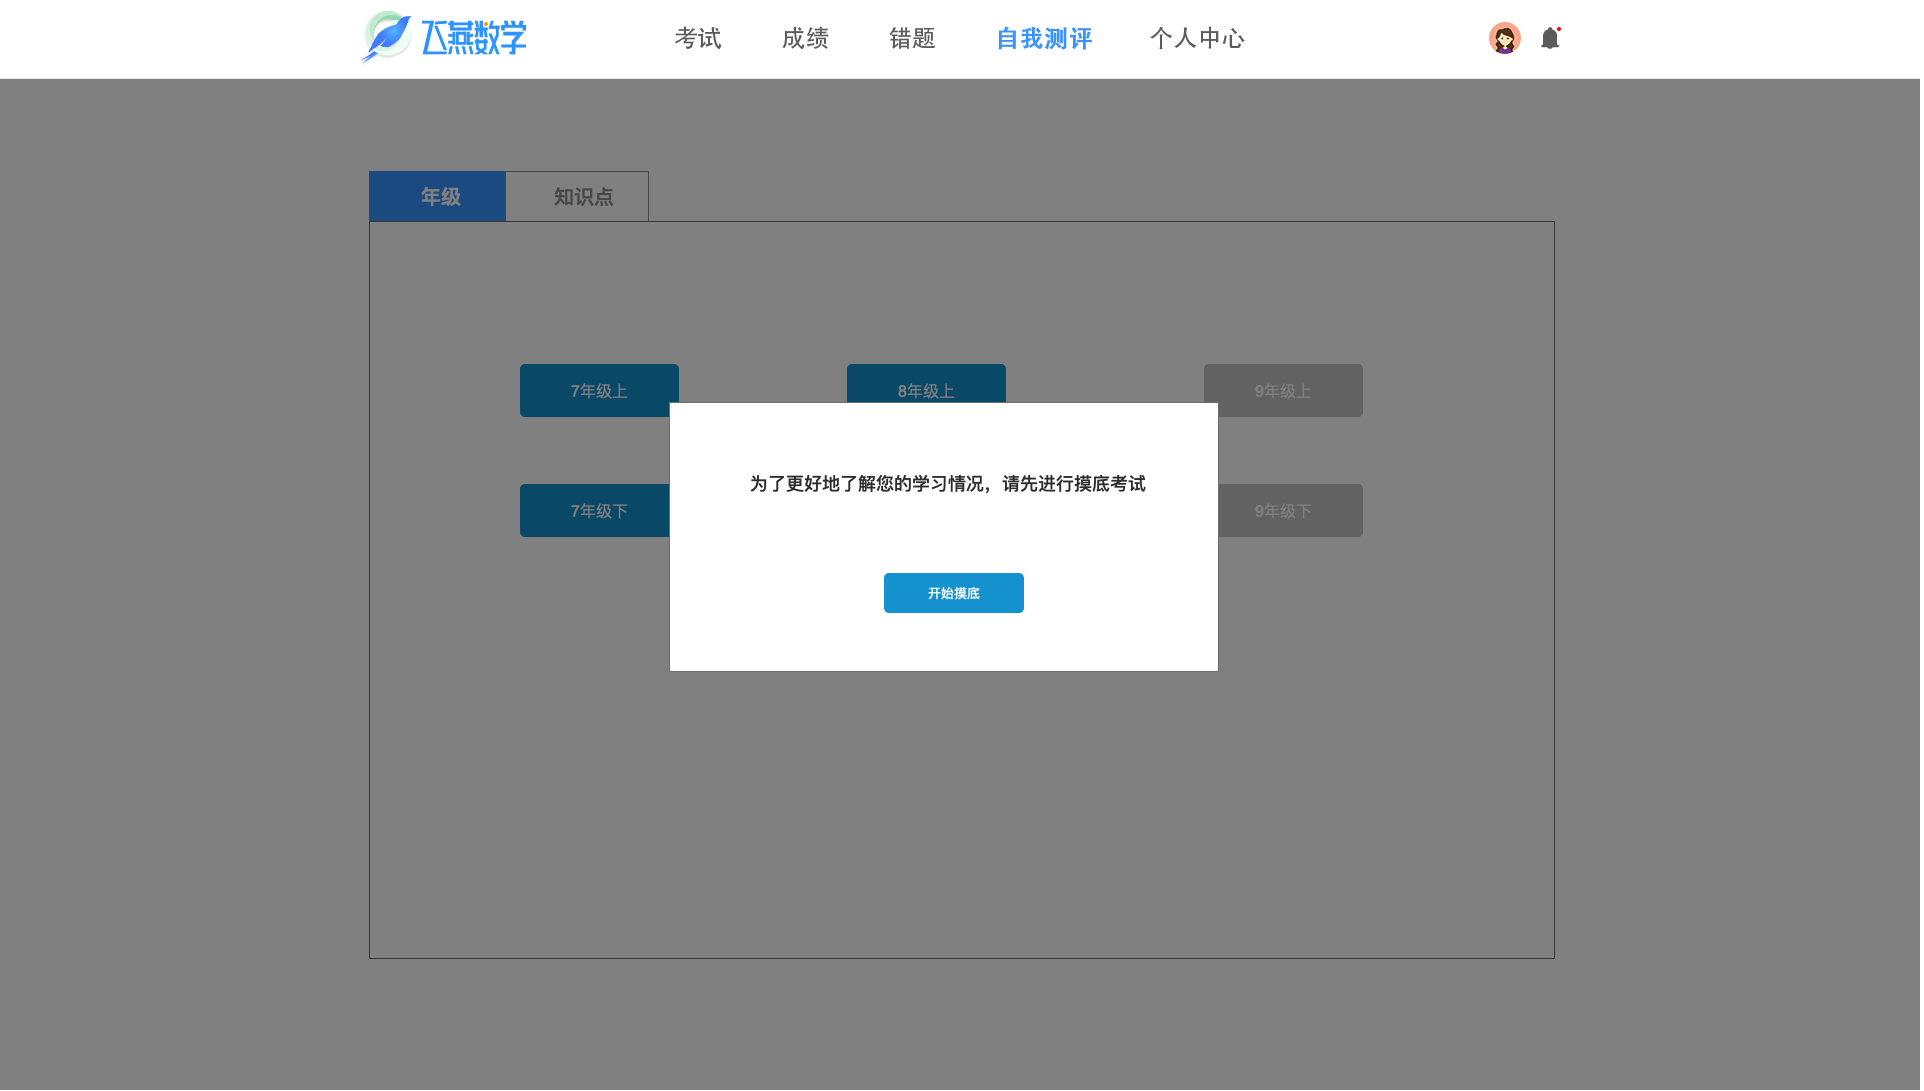 飞燕数学
考试
成绩
错题
自我测评
个人中心
年级
知识点
7年级上
8年级上
9年级上
为了更好地了解您的学习情况，请先进行摸底考试
7年级下
9年级下
开始摸底